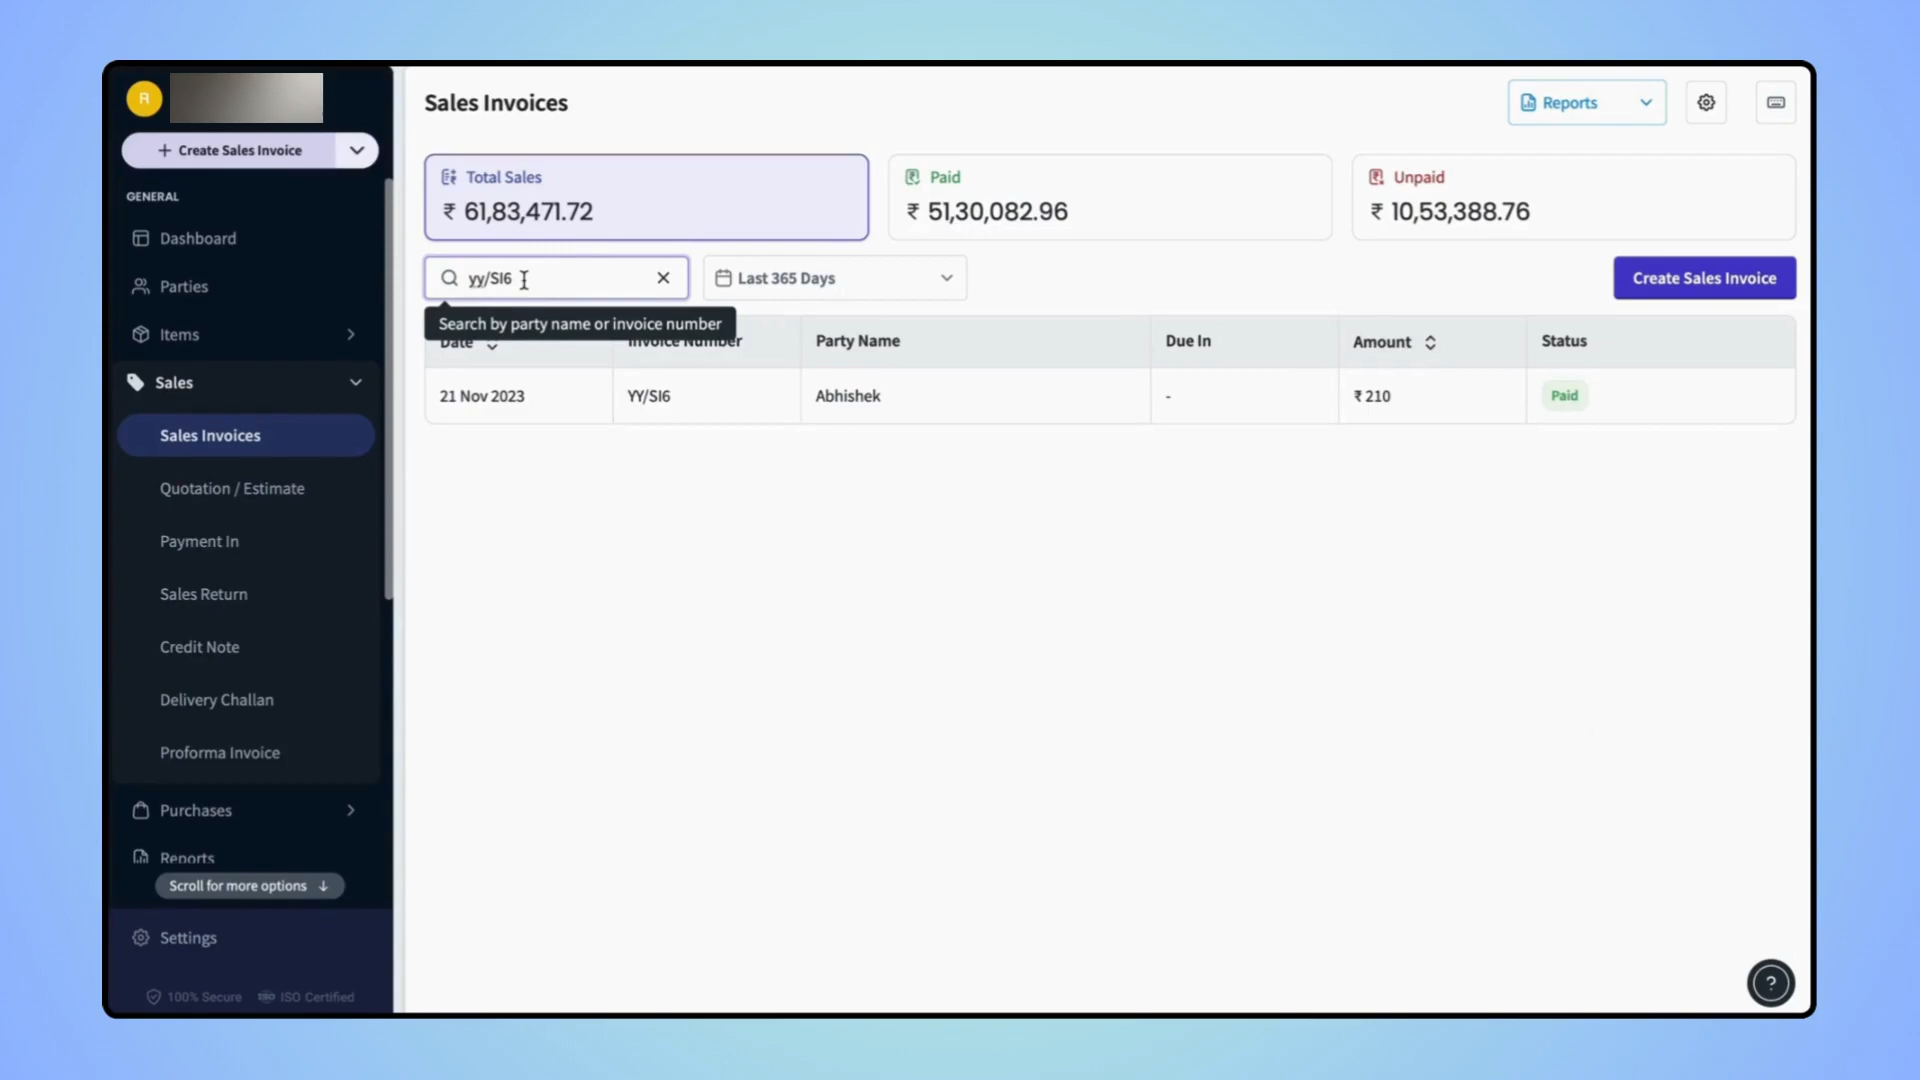 R
+ Create Sales Invoice
GENERAL
Dashboard
Parties
Items
Sales
Sales Invoices
Quotation / Estimate
Payment In
Sales Return
Credit Note
Delivery Challan
Proforma Invoice
Purchases
Reports
Scroll for more options ↓
Settings
100% Secure ISO ISO Certified
Sales Invoices
Reports
Total Sales
₹ 61,83,471.72
Paid
₹ 51,30,082.96
Unpaid
₹ 10,53,388.76
yy/SI6
Last 365 Days
Create Sales Invoice
Search by party name or invoice number
Date Invoice Number Party Name Due In Amount Status
21 Nov 2023 YY/SI6 Abhishek - ₹ 210 Paid
?